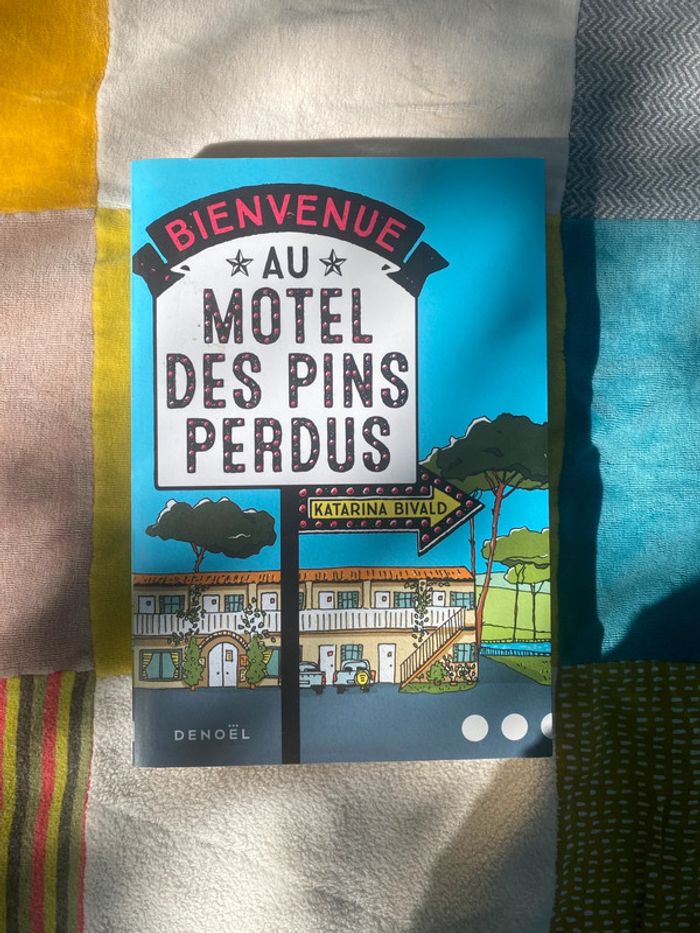 BIENVENUE
AU
MOTEL
DES PINS
PERDUS
KATARINA BIVALD
DENOËL